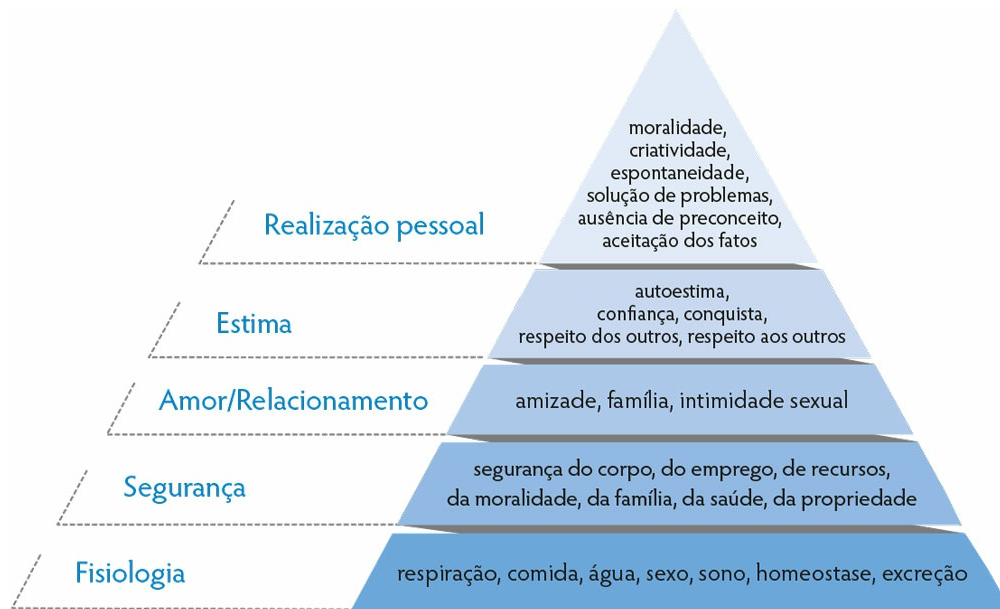 moralidade,
criatividade,
espontaneidade,
solução de problemas,
ausência de preconceito,
aceitação dos fatos
Realização pessoal
autoestima,
confiança, conquista,
respeito dos outros, respeito aos outros
Estima
amizade, família, intimidade sexual
Amor/Relacionamento
segurança do corpo, do emprego, de recursos,
da moralidade, da família, da saúde, da propriedade
Segurança
respiração, comida, água, sexo, sono, homeostase, excreção
Fisiologia